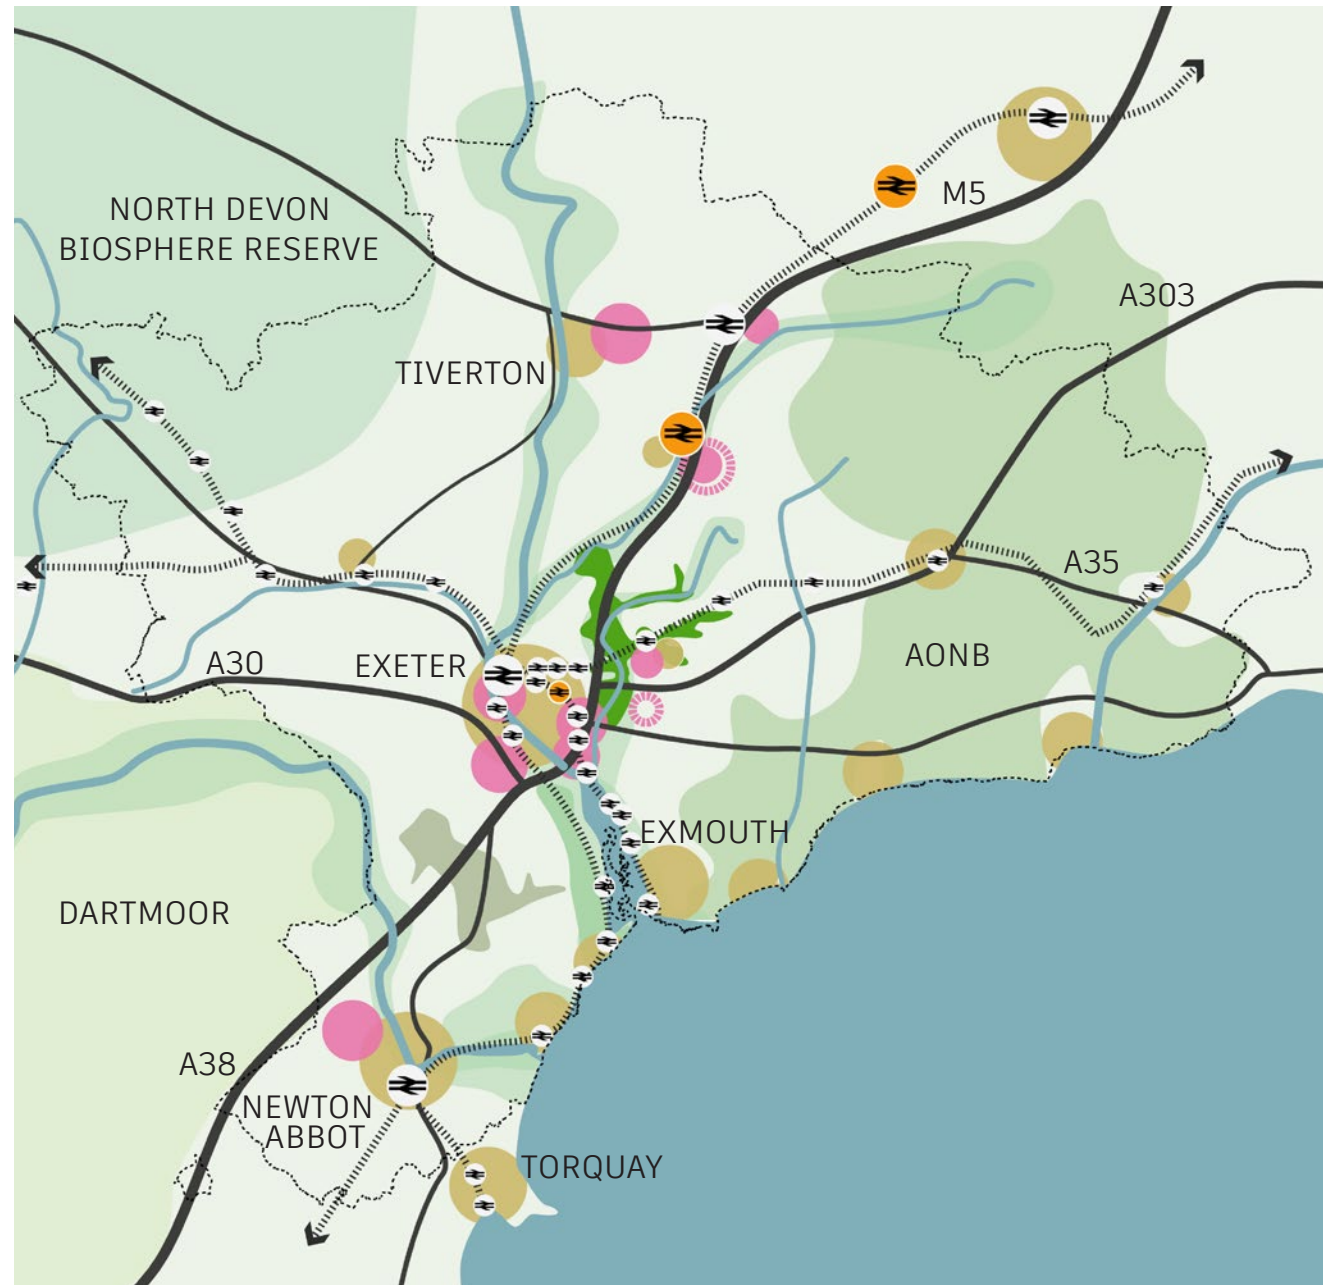 NORTH DEVON
BIOSPHERE RESERVE
M5
A303
TIVERTON
A35
A30
EXETER
AONB
EXMOUTH
DARTMOOR
A38
NEWTON
ABBOT
TORQUAY